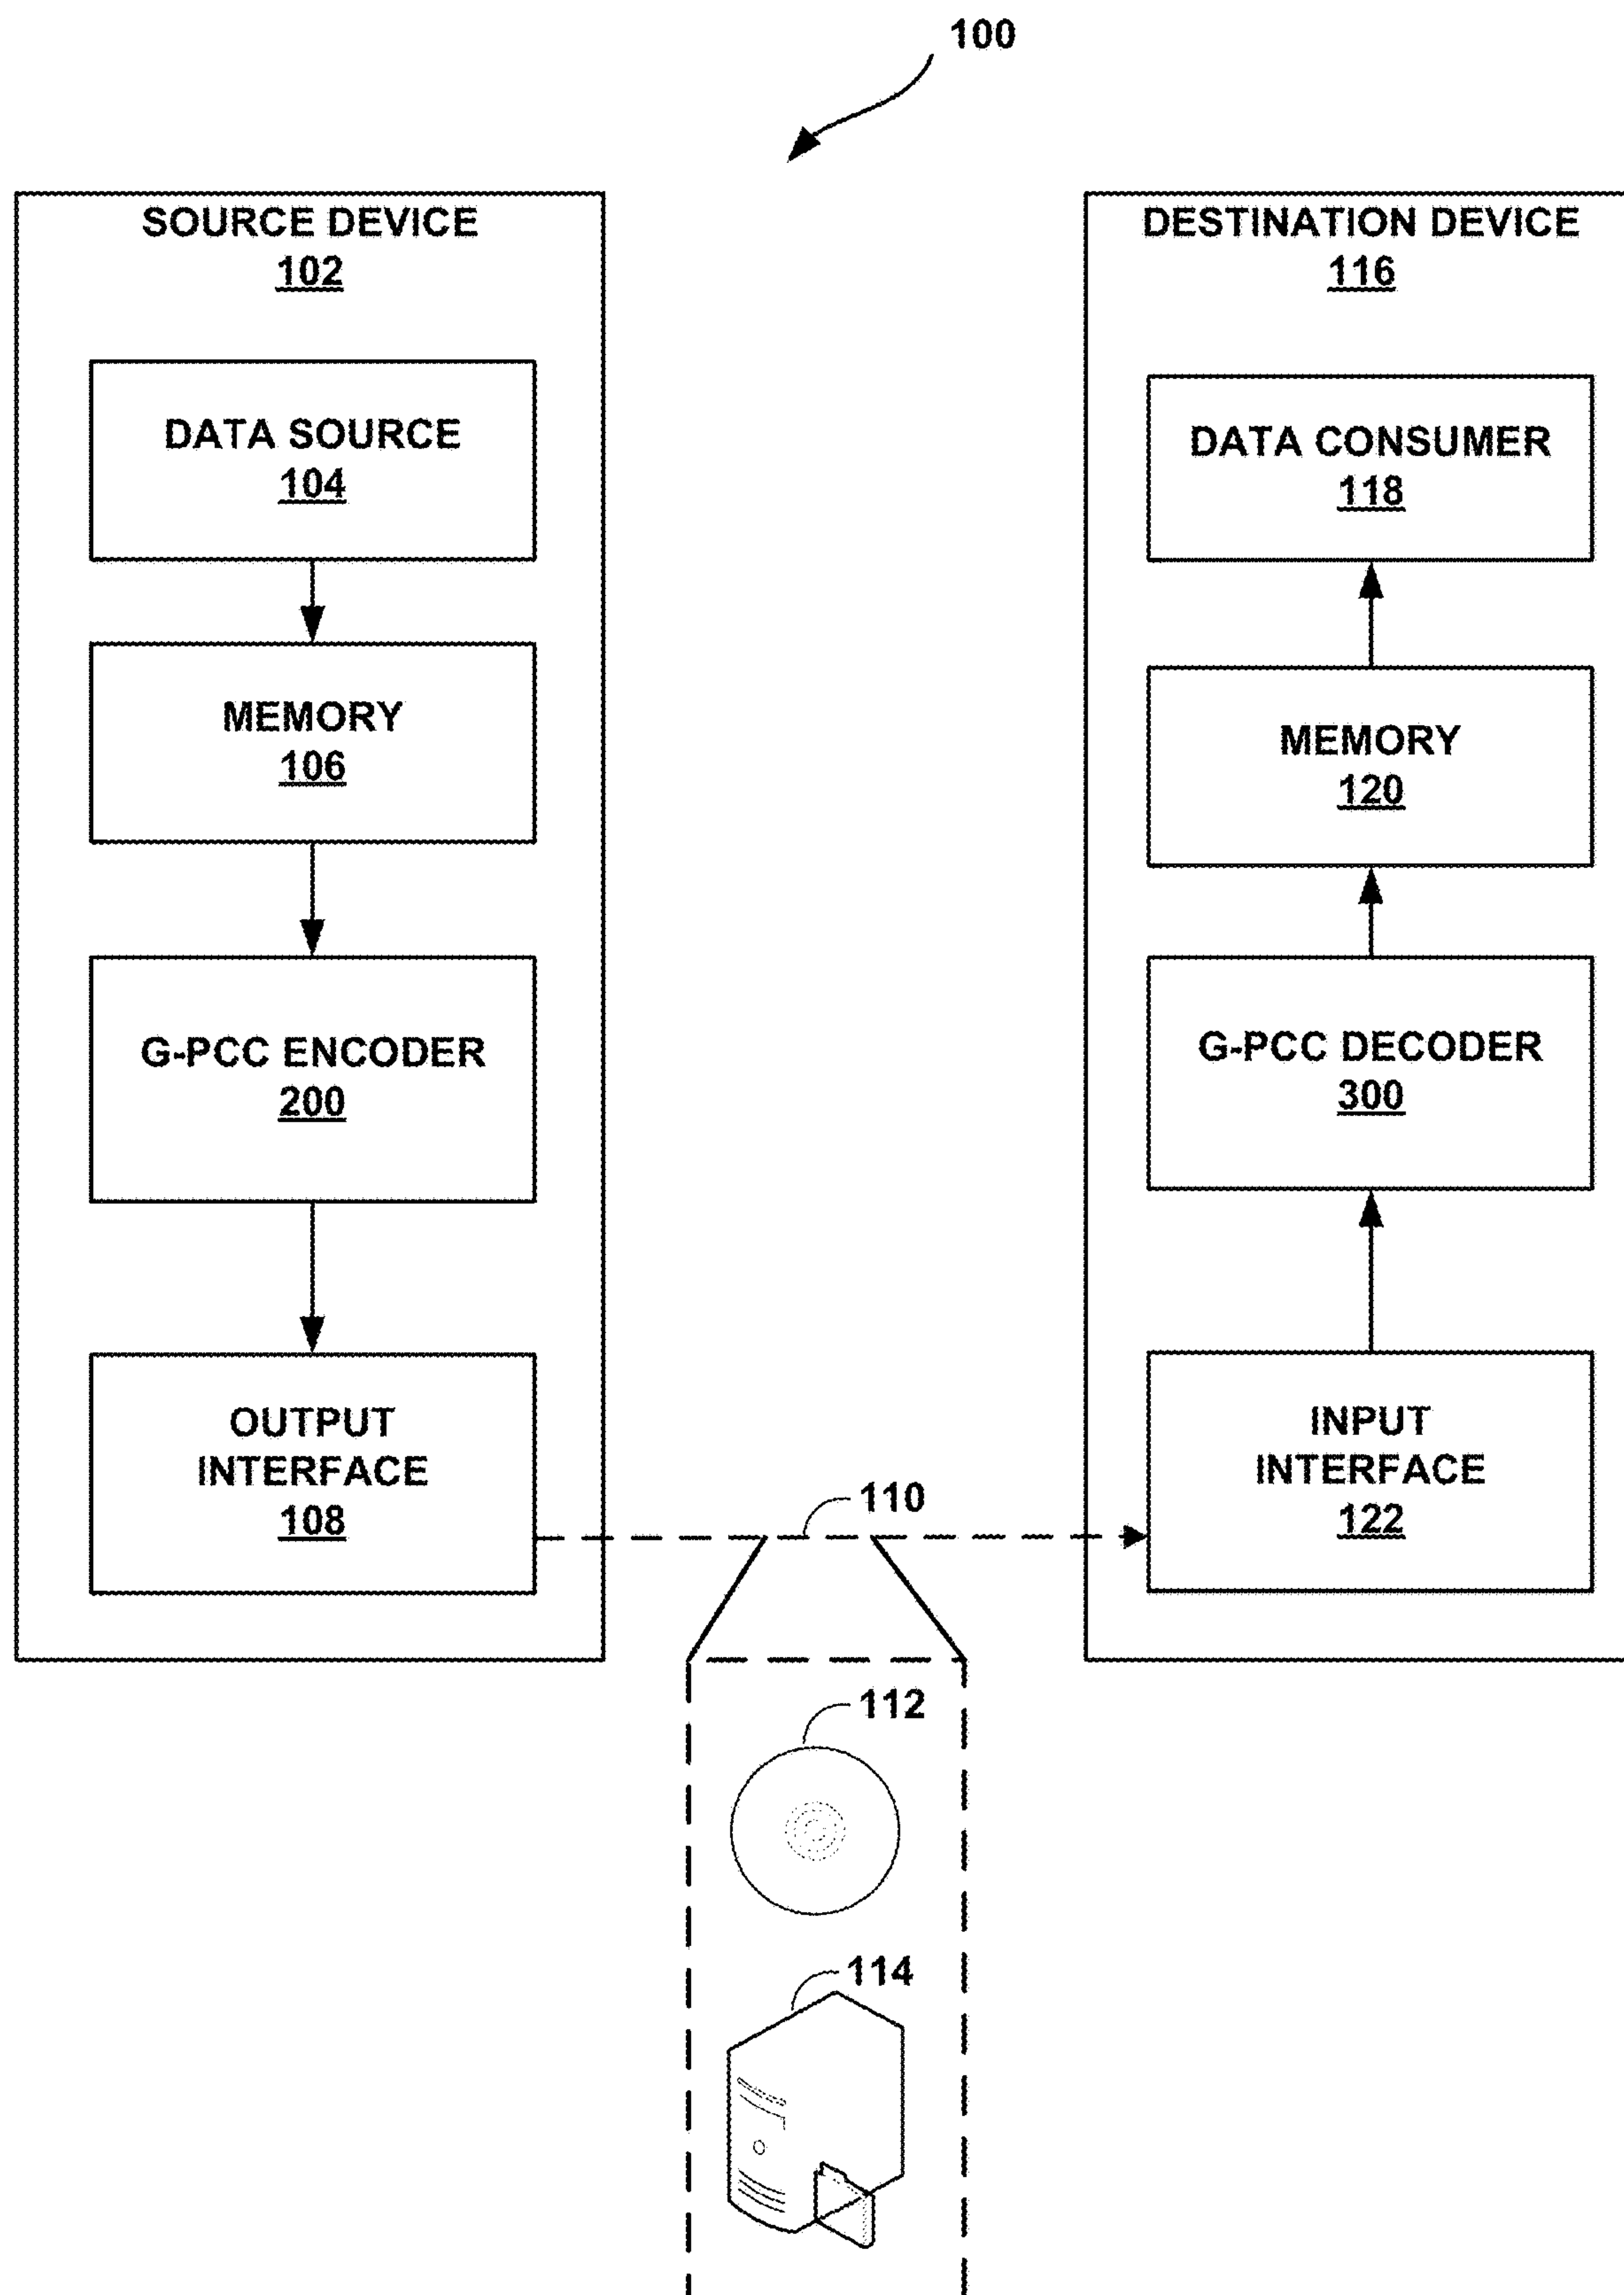 100
SOURCE DEVICE
102
DATA SOURCE
104
MEMORY
106
G-PCC ENCODER
200
OUTPUT
INTERFACE
108
DESTINATION DEVICE
116
DATA CONSUMER
118
MEMORY
120
G-PCC DECODER
300
INPUT
INTERFACE
122
110
112
114